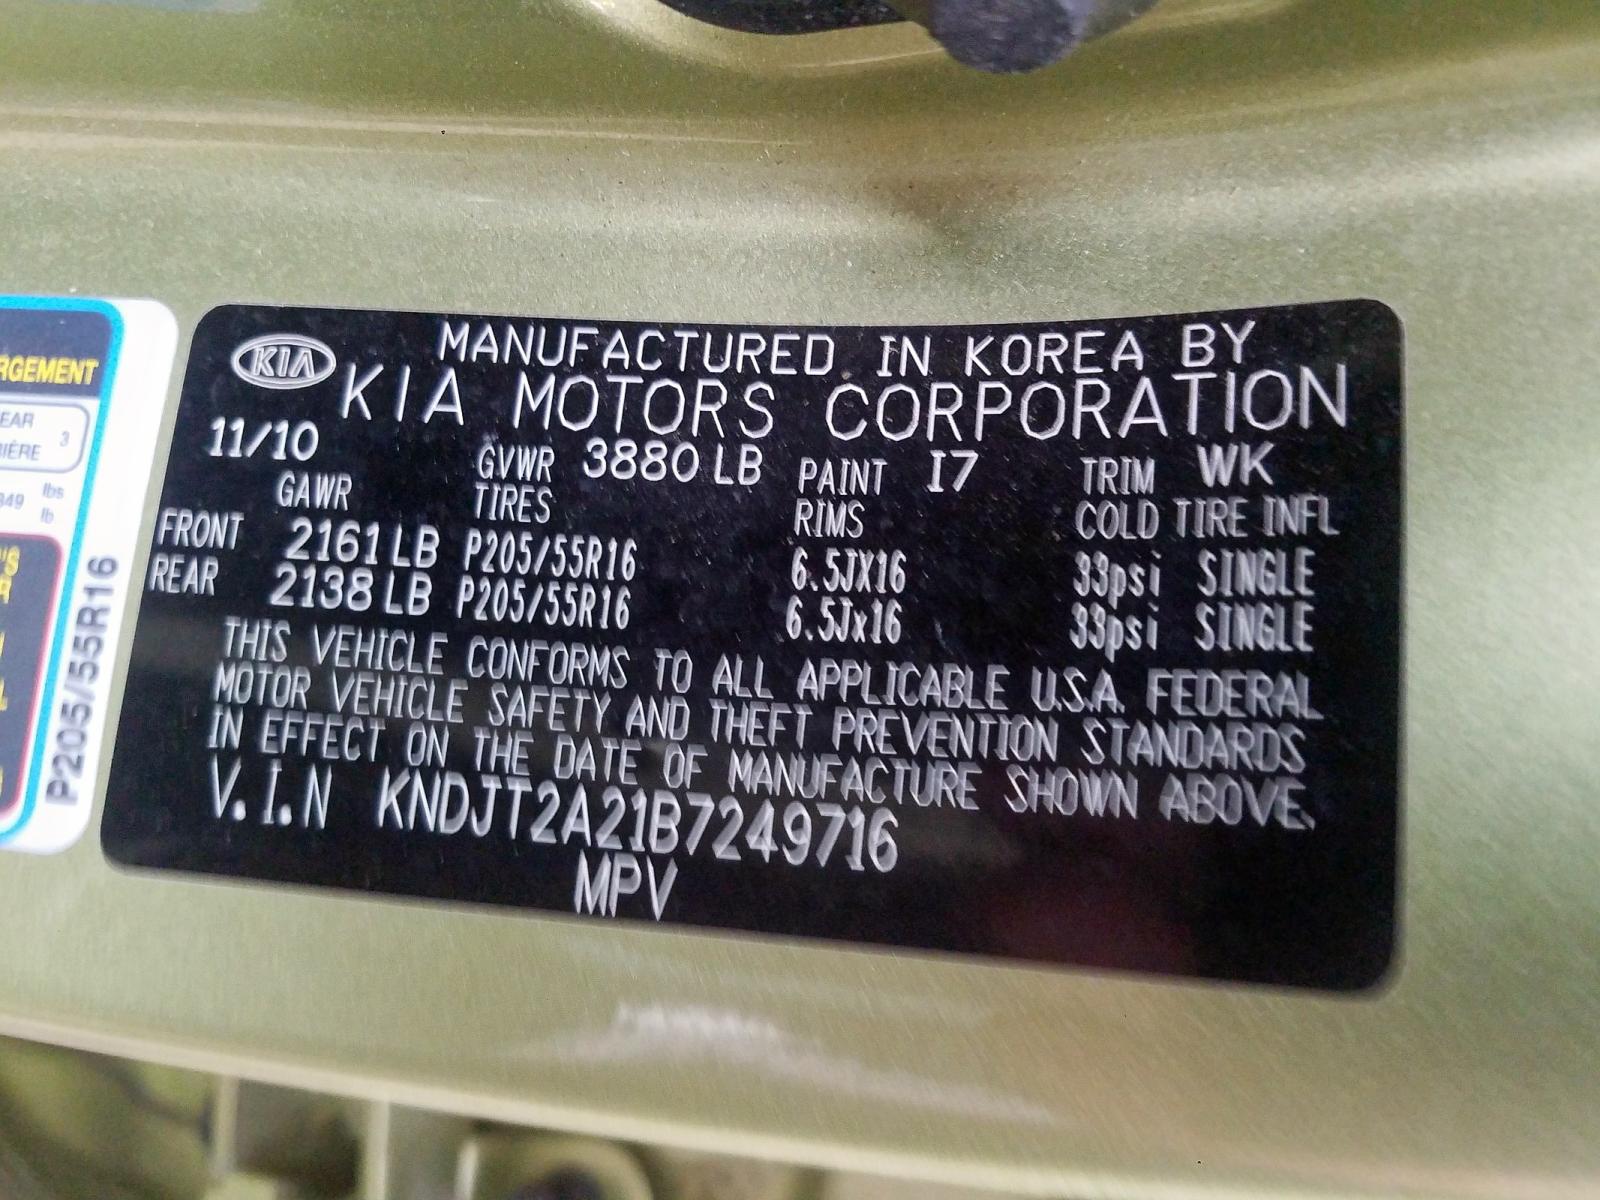 RGEMENT
EAR
3
IÈRE
349 lbs
lb
'S
R
P205/55R16
KIA
MANUFACTURED IN KOREA BY
KIA MOTORS CORPORATION
11/10 GVWR 3880 LB PAINT I7 TRIM WK
GAWR TIRES RIMS COLD TIRE INFL
FRONT 2161 LB P205/55R16 6.5JX16 33psi SINGLE
REAR 2138 LB P205/55R16 6.5Jx16 33psi SINGLE
THIS VEHICLE CONFORMS TO ALL APPLICABLE U.S.A. FEDERAL
MOTOR VEHICLE SAFETY AND THEFT PREVENTION STANDARDS
IN EFFECT ON THE DATE OF MANUFACTURE SHOWN ABOVE.
V.I.N KNDJT2A21B7249716
MPV